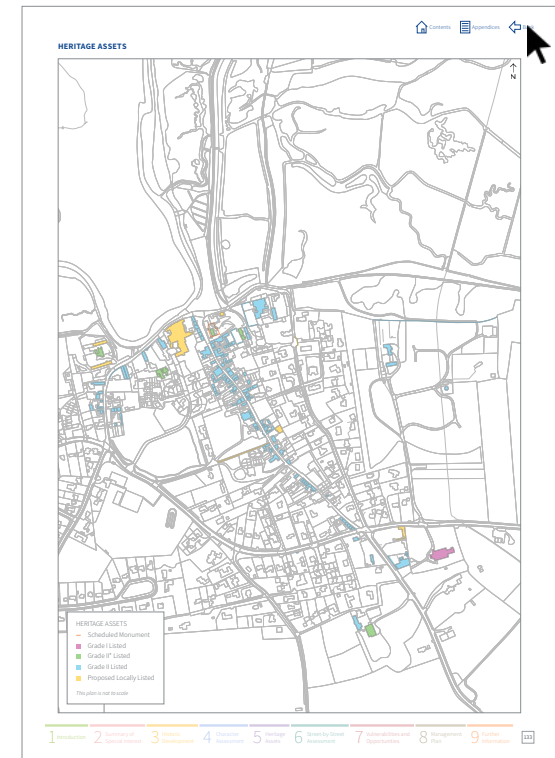 Contents
Appendices
HERITAGE ASSETS
N
HERITAGE ASSETS
Scheduled Monument
Grade I Listed
Grade II* Listed
Grade II Listed
Proposed Locally Listed
This plan is not to scale
1 Introduction
2 Summary of
Special Interest
3 Historic
Development
4 Character
Assessment
5 Heritage
Assets
6 Street by Street
Assessment
7 Vulnerabilities and
Opportunities
8 Management
Plan
9 Further
Information
133